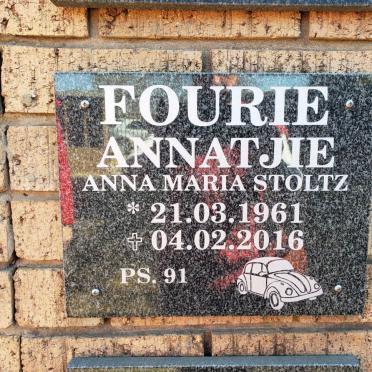 FOURIE
ANNATJIE
ANNA MARIA STOLTZ
* 21.03.1961
✝ 04.02.2016
PS. 91